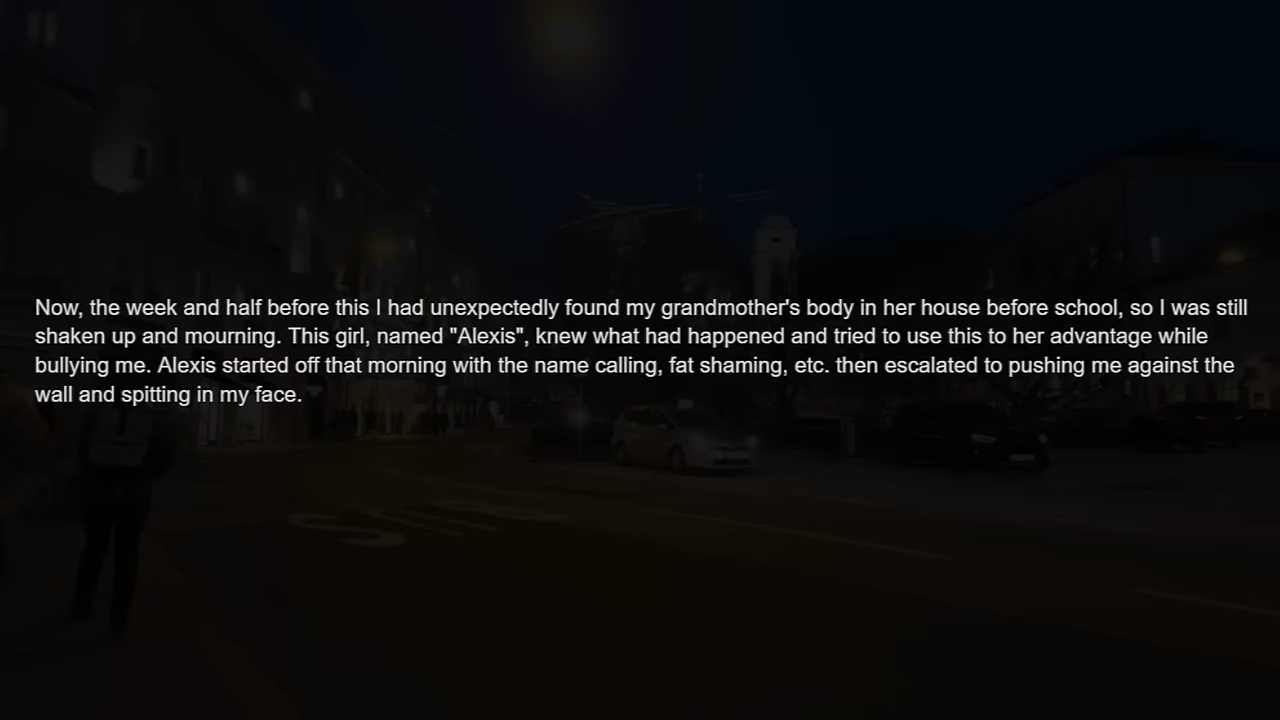 Now, the week and half before this I had unexpectedly found my grandmother's body in her house before school, so I was still
shaken up and mourning. This girl, named "Alexis", knew what had happened and tried to use this to her advantage while
bullying me. Alexis started off that morning with the name calling, fat shaming, etc. then escalated to pushing me against the
wall and spitting in my face.